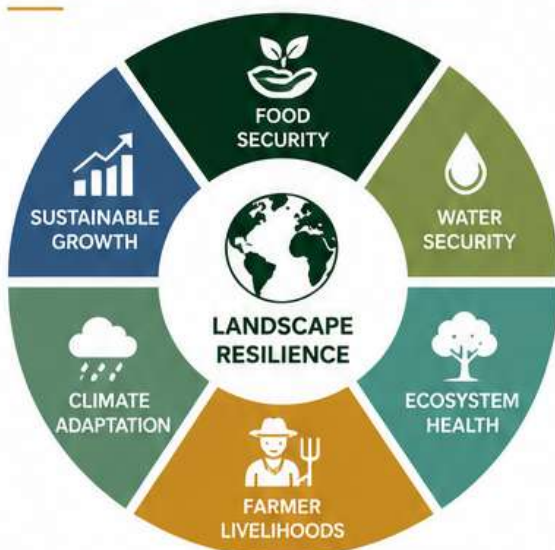 FOOD
SECURITY
WATER
SECURITY
ECOSYSTEM
HEALTH
FARMER
LIVELIHOODS
CLIMATE
ADAPTATION
SUSTAINABLE
GROWTH
LANDSCAPE
RESILIENCE